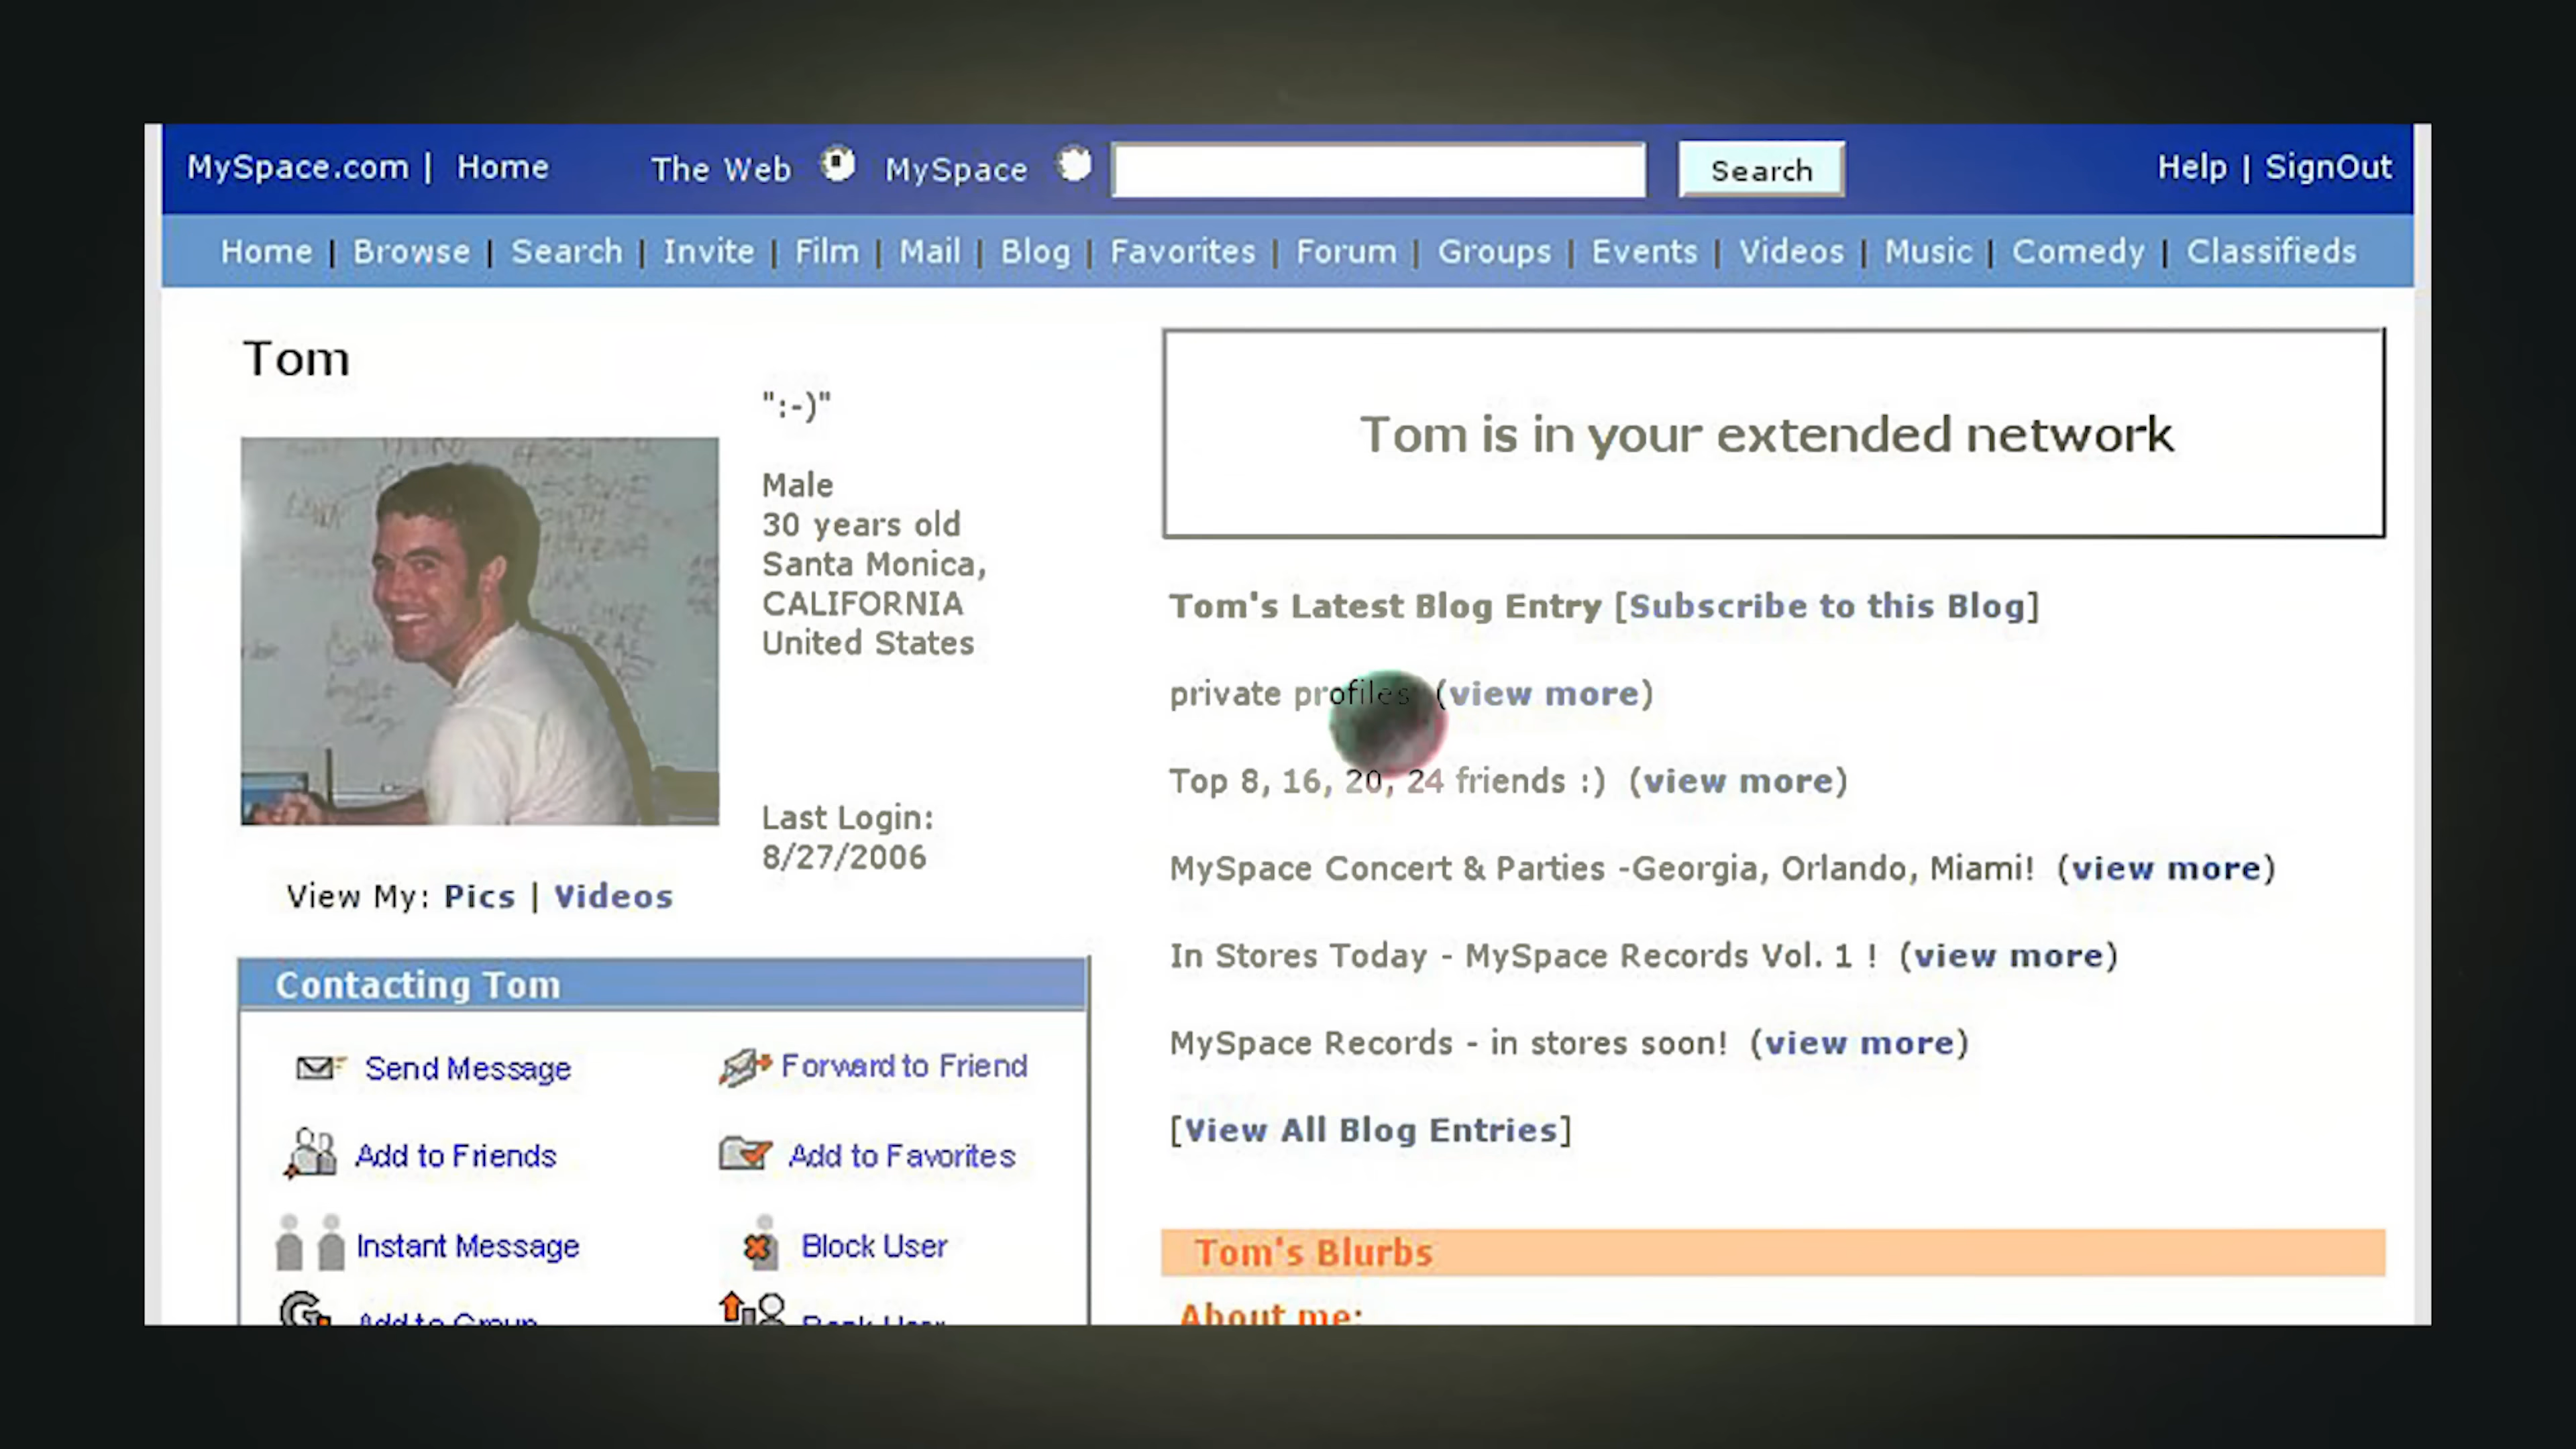 MySpace.com | Home The Web MySpace Search Help | SignOut
Home | Browse | Search | Invite | Film | Mail | Blog | Favorites | Forum | Groups | Events | Videos | Music | Comedy | Classifieds
Tom
":-)"
Male
30 years old
Santa Monica,
CALIFORNIA
United States
Last Login:
8/27/2006
View My: Pics | Videos
Contacting Tom
Send Message Forward to Friend
Add to Friends Add to Favorites
Instant Message Block User
Add to Group Rank User
Tom is in your extended network
Tom's Latest Blog Entry [Subscribe to this Blog]
private profiles (view more)
Top 8, 16, 20, 24 friends :) (view more)
MySpace Concert & Parties -Georgia, Orlando, Miami! (view more)
In Stores Today - MySpace Records Vol. 1 ! (view more)
MySpace Records - in stores soon! (view more)
[View All Blog Entries]
Tom's Blurbs
About me: